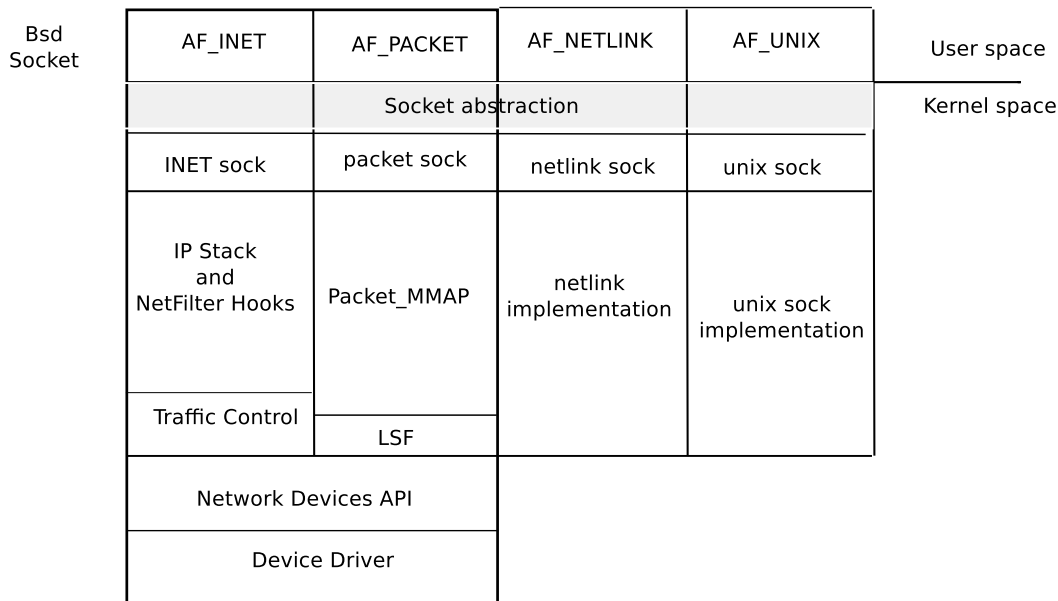 Bsd
Socket
AF_INET
AF_PACKET
AF_NETLINK
AF_UNIX
User space
Socket abstraction
Kernel space
INET sock
packet sock
netlink sock
unix sock
IP Stack
and
NetFilter Hooks
Packet_MMAP
netlink
implementation
unix sock
implementation
Traffic Control
LSF
Network Devices API
Device Driver